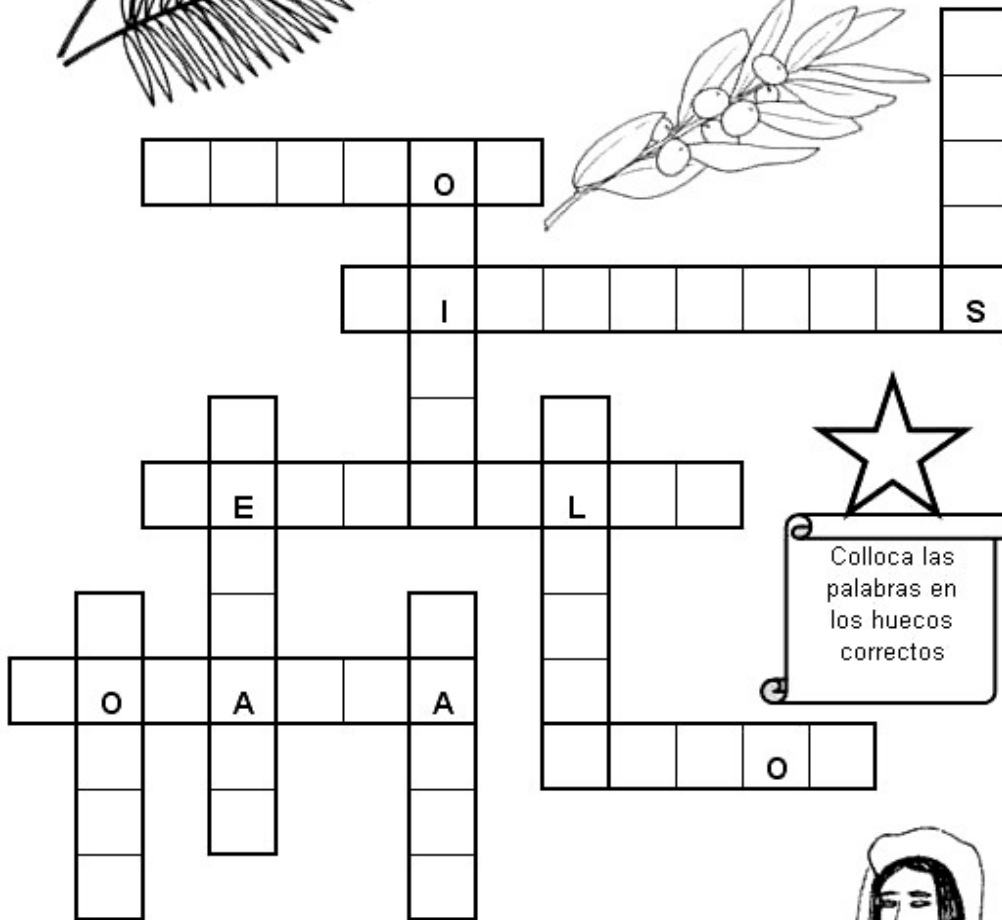 O
I S
E L
Colloca las
palabras en
los huecos
correctos
O A A
O